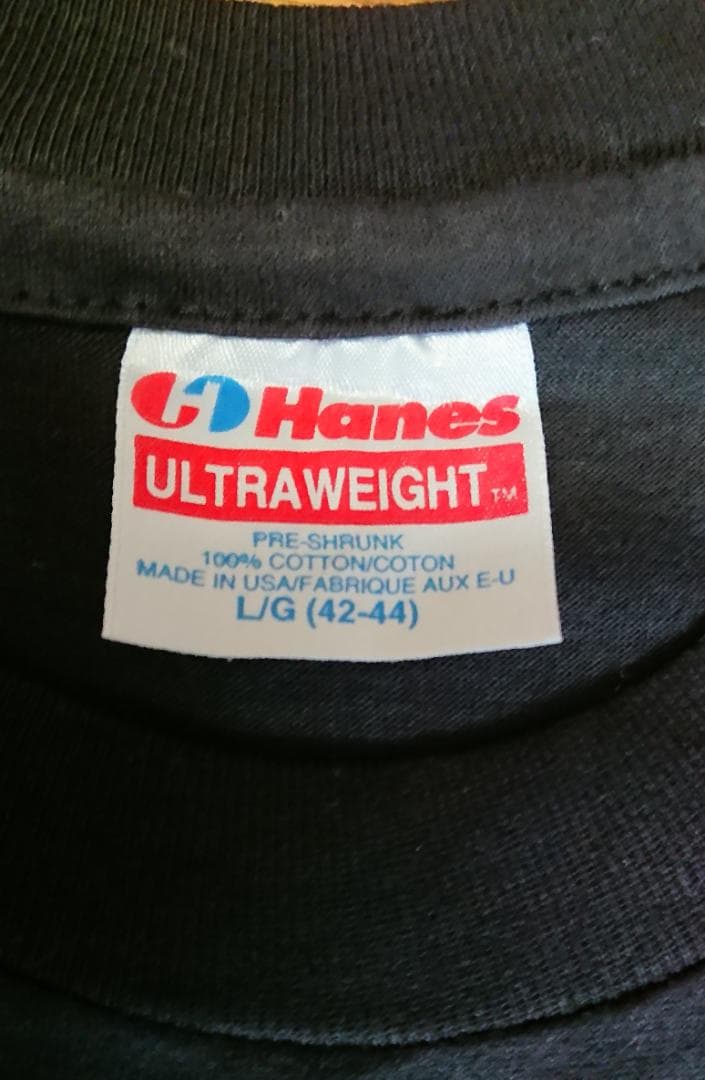 Hanes
ULTRAWEIGHT™
PRE-SHRUNK
100% COTTON/COTON
MADE IN USA/FABRIQUE AUX E-U
L/G (42-44)